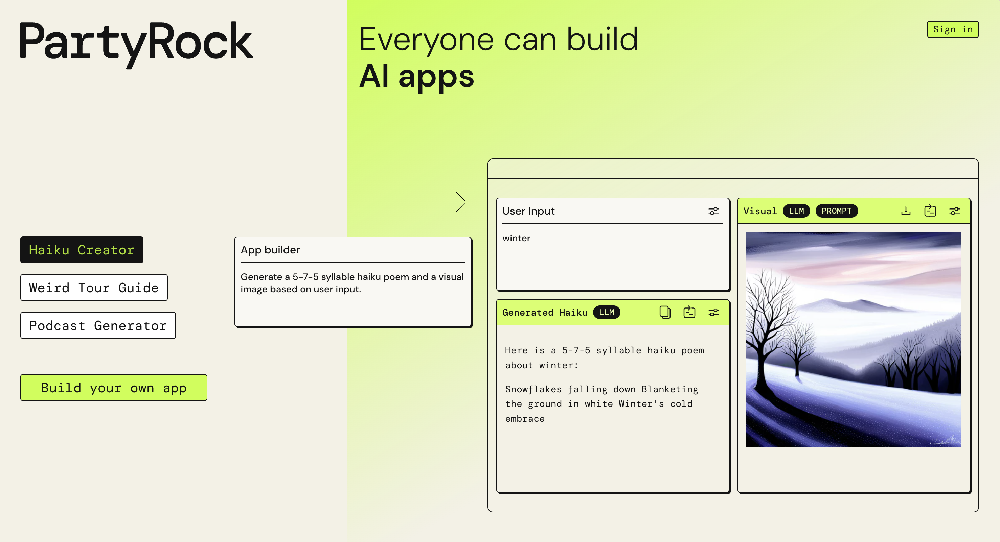 PartyRock
Everyone can build
AI apps
Sign in
Haiku Creator
Weird Tour Guide
Podcast Generator
Build your own app
App builder
Generate a 5-7-5 syllable haiku poem and a visual
image based on user input.
User Input
winter
Generated Haiku LLM
Here is a 5-7-5 syllable haiku poem
about winter:
Snowflakes falling down Blanketing
the ground in white Winter's cold
embrace
Visual LLM PROMPT